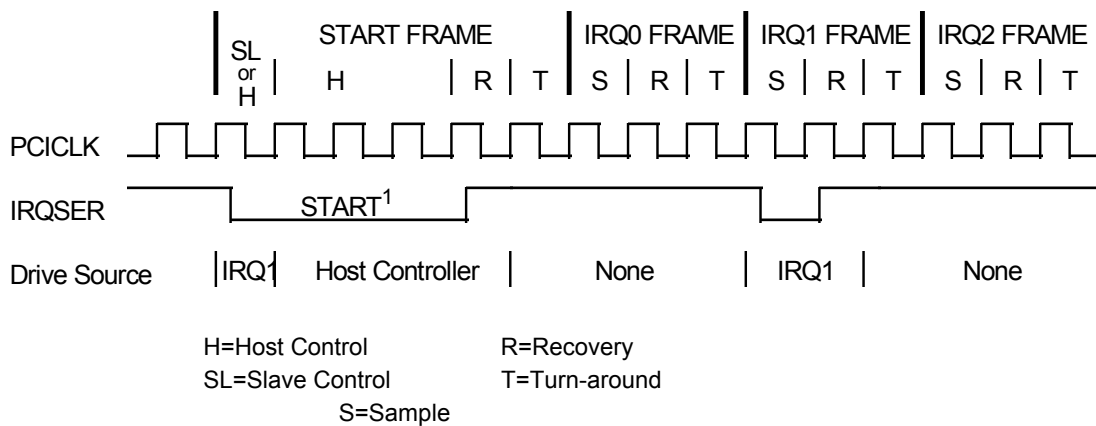 START FRAME IRQ0 FRAME IRQ1 FRAME IRQ2 FRAME
SL
or
H
H R T S R T S R T S R T
PCICLK
IRQSER START1
Drive Source IRQ1 Host Controller None IRQ1 None
H=Host Control R=Recovery
SL=Slave Control T=Turn-around
S=Sample